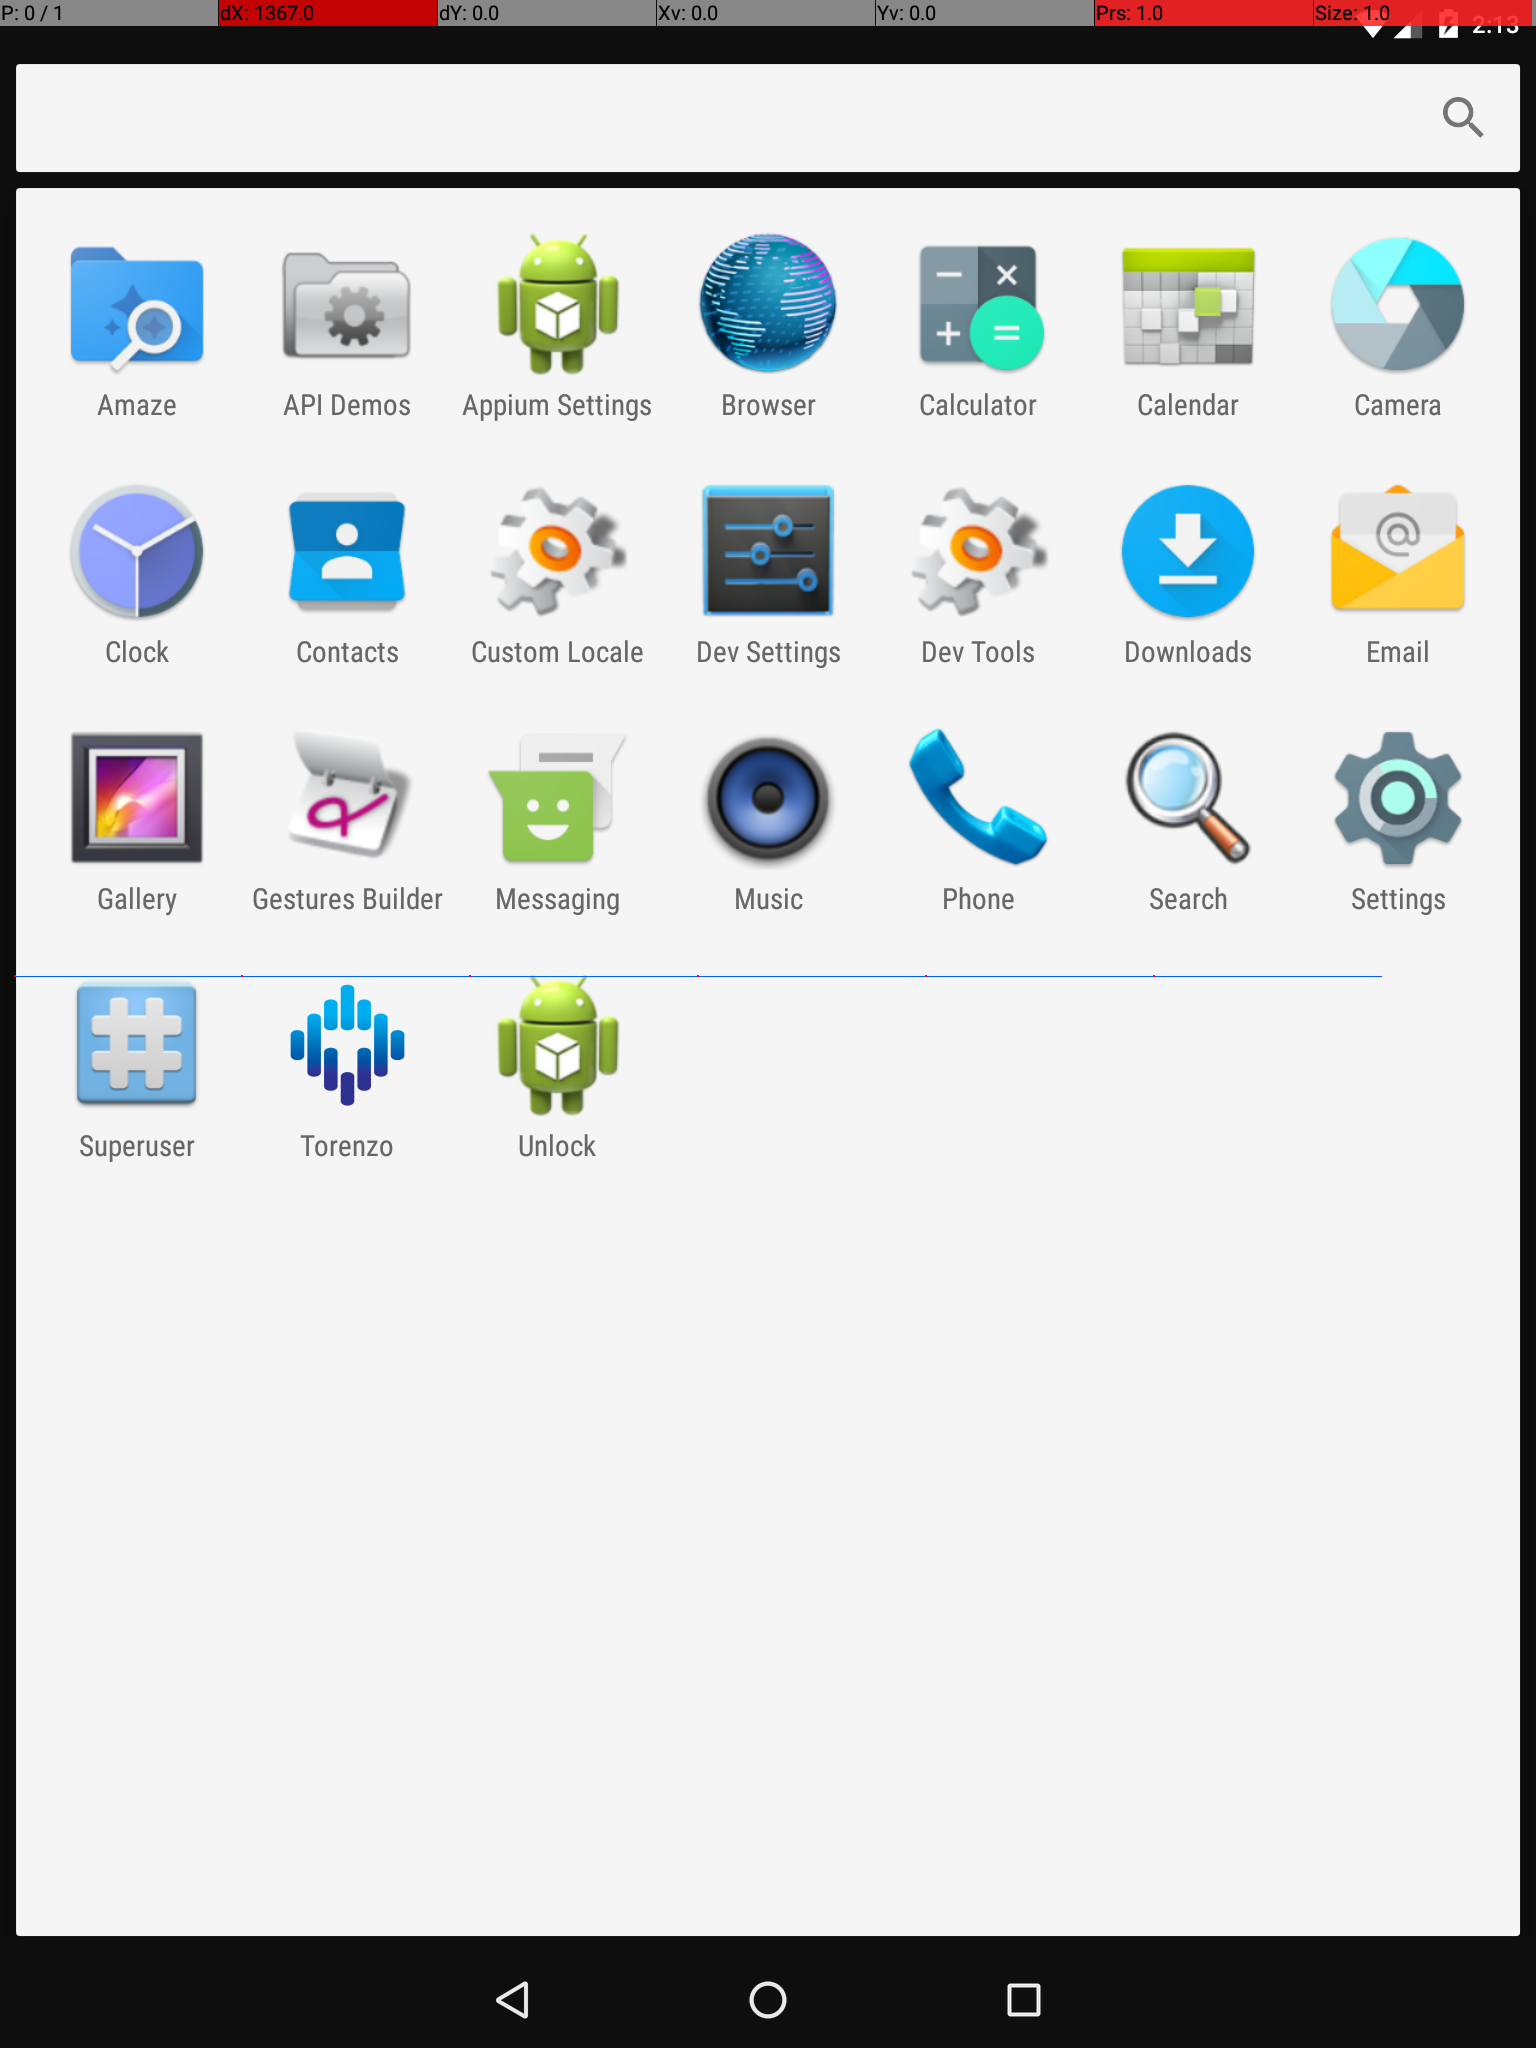 P: 0 / 1 dX: 1367.0 dY: 0.0 Xv: 0.0 Yv: 0.0 Prs: 1.0 Size: 1.0
2:13
Amaze API Demos Appium Settings Browser Calculator Calendar Camera
Clock Contacts Custom Locale Dev Settings Dev Tools Downloads Email
Gallery Gestures Builder Messaging Music Phone Search Settings
Superuser Torenzo Unlock